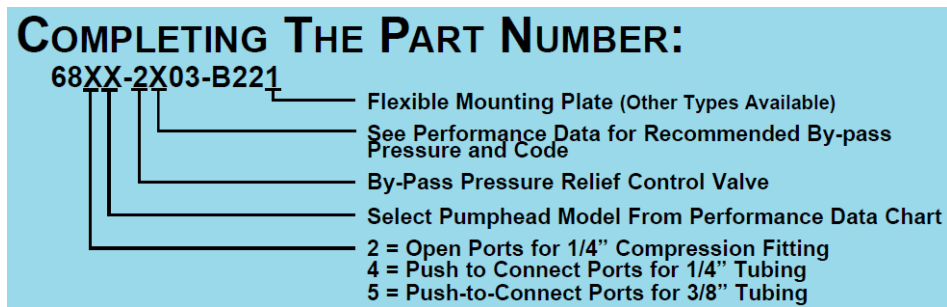 COMPLETING THE PART NUMBER:
68XX-2X03-B221
Flexible Mounting Plate (Other Types Available)
See Performance Data for Recommended By-pass
Pressure and Code
By-Pass Pressure Relief Control Valve
Select Pumphead Model From Performance Data Chart
2 = Open Ports for 1/4” Compression Fitting
4 = Push to Connect Ports for 1/4” Tubing
5 = Push-to-Connect Ports for 3/8” Tubing